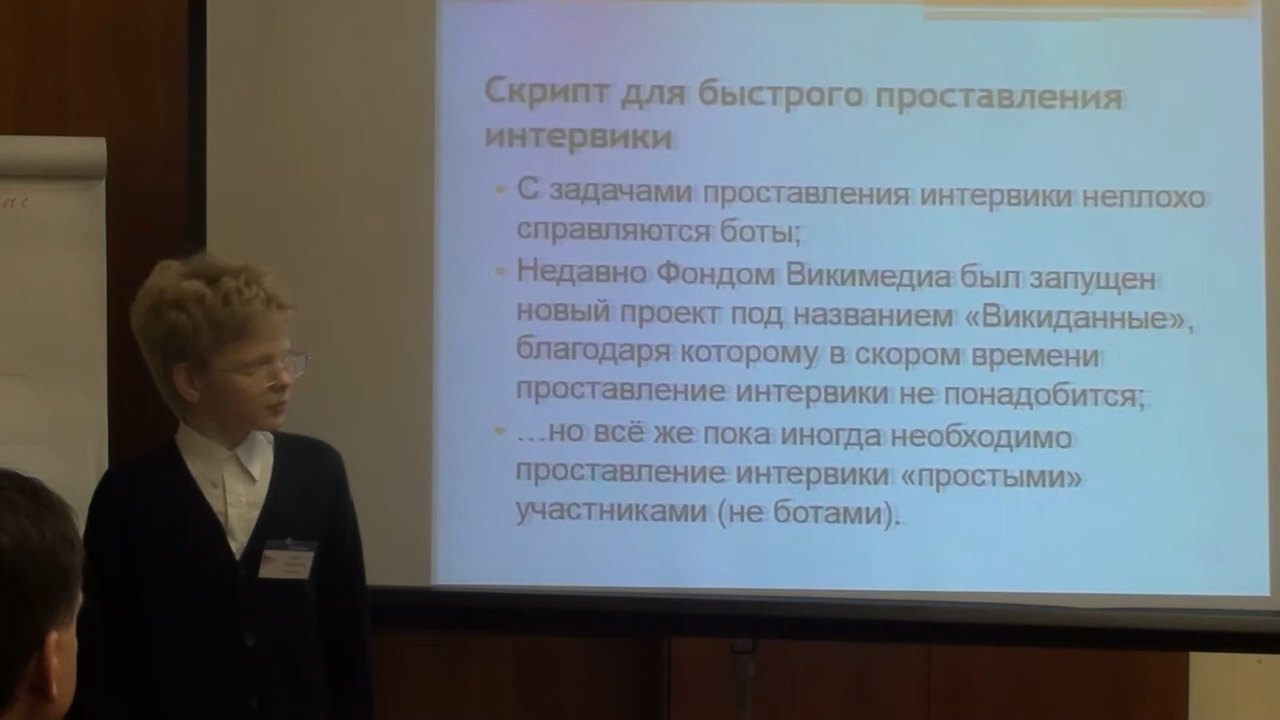 Скрипт для быстрого проставления
интервики
С задачами проставления интервики неплохо
справляются боты;
Недавно Фондом Викимедиа был запущен
новый проект под названием «Викиданные»,
благодаря которому в скором времени
проставление интервики не понадобится;
…но всё же пока иногда необходимо
проставление интервики «простыми»
участниками (не ботами).